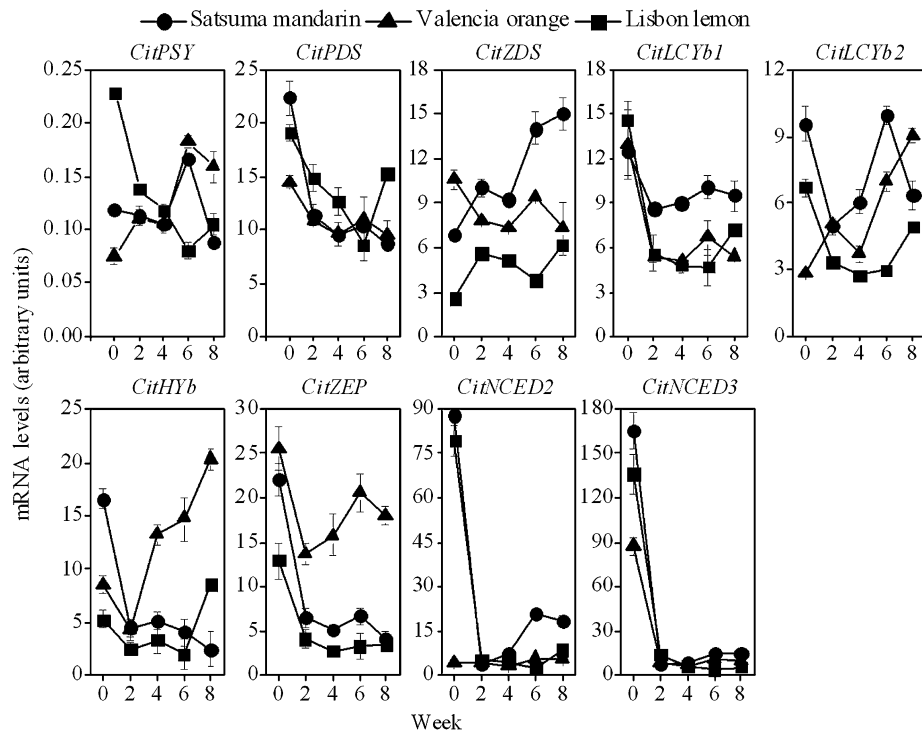 Satsuma mandarin Valencia orange Lisbon lemon
CitPSY CitPDS CitZDS CitLCYb1 CitLCYb2
0.25 25 18 18 12
0.20 20 15 15 9
0.15 15 12 12 6
0.10 10 9 9 3
0.05 5 6 6 0
0.00 0 3 3
0 0
0 2 4 6 8 0 2 4 6 8 0 2 4 6 8 0 2 4 6 8 0 2 4 6 8
CitHYb CitZEP CitNCED2 CitNCED3
25 30 90 180
20 25 75 150
15 20 60 120
10 15 45 90
5 10 30 60
0 5 15 30
0 0 0
0 2 4 6 8 0 2 4 6 8 0 2 4 6 8 0 2 4 6 8
mRNA levels (arbitrary units)
Week